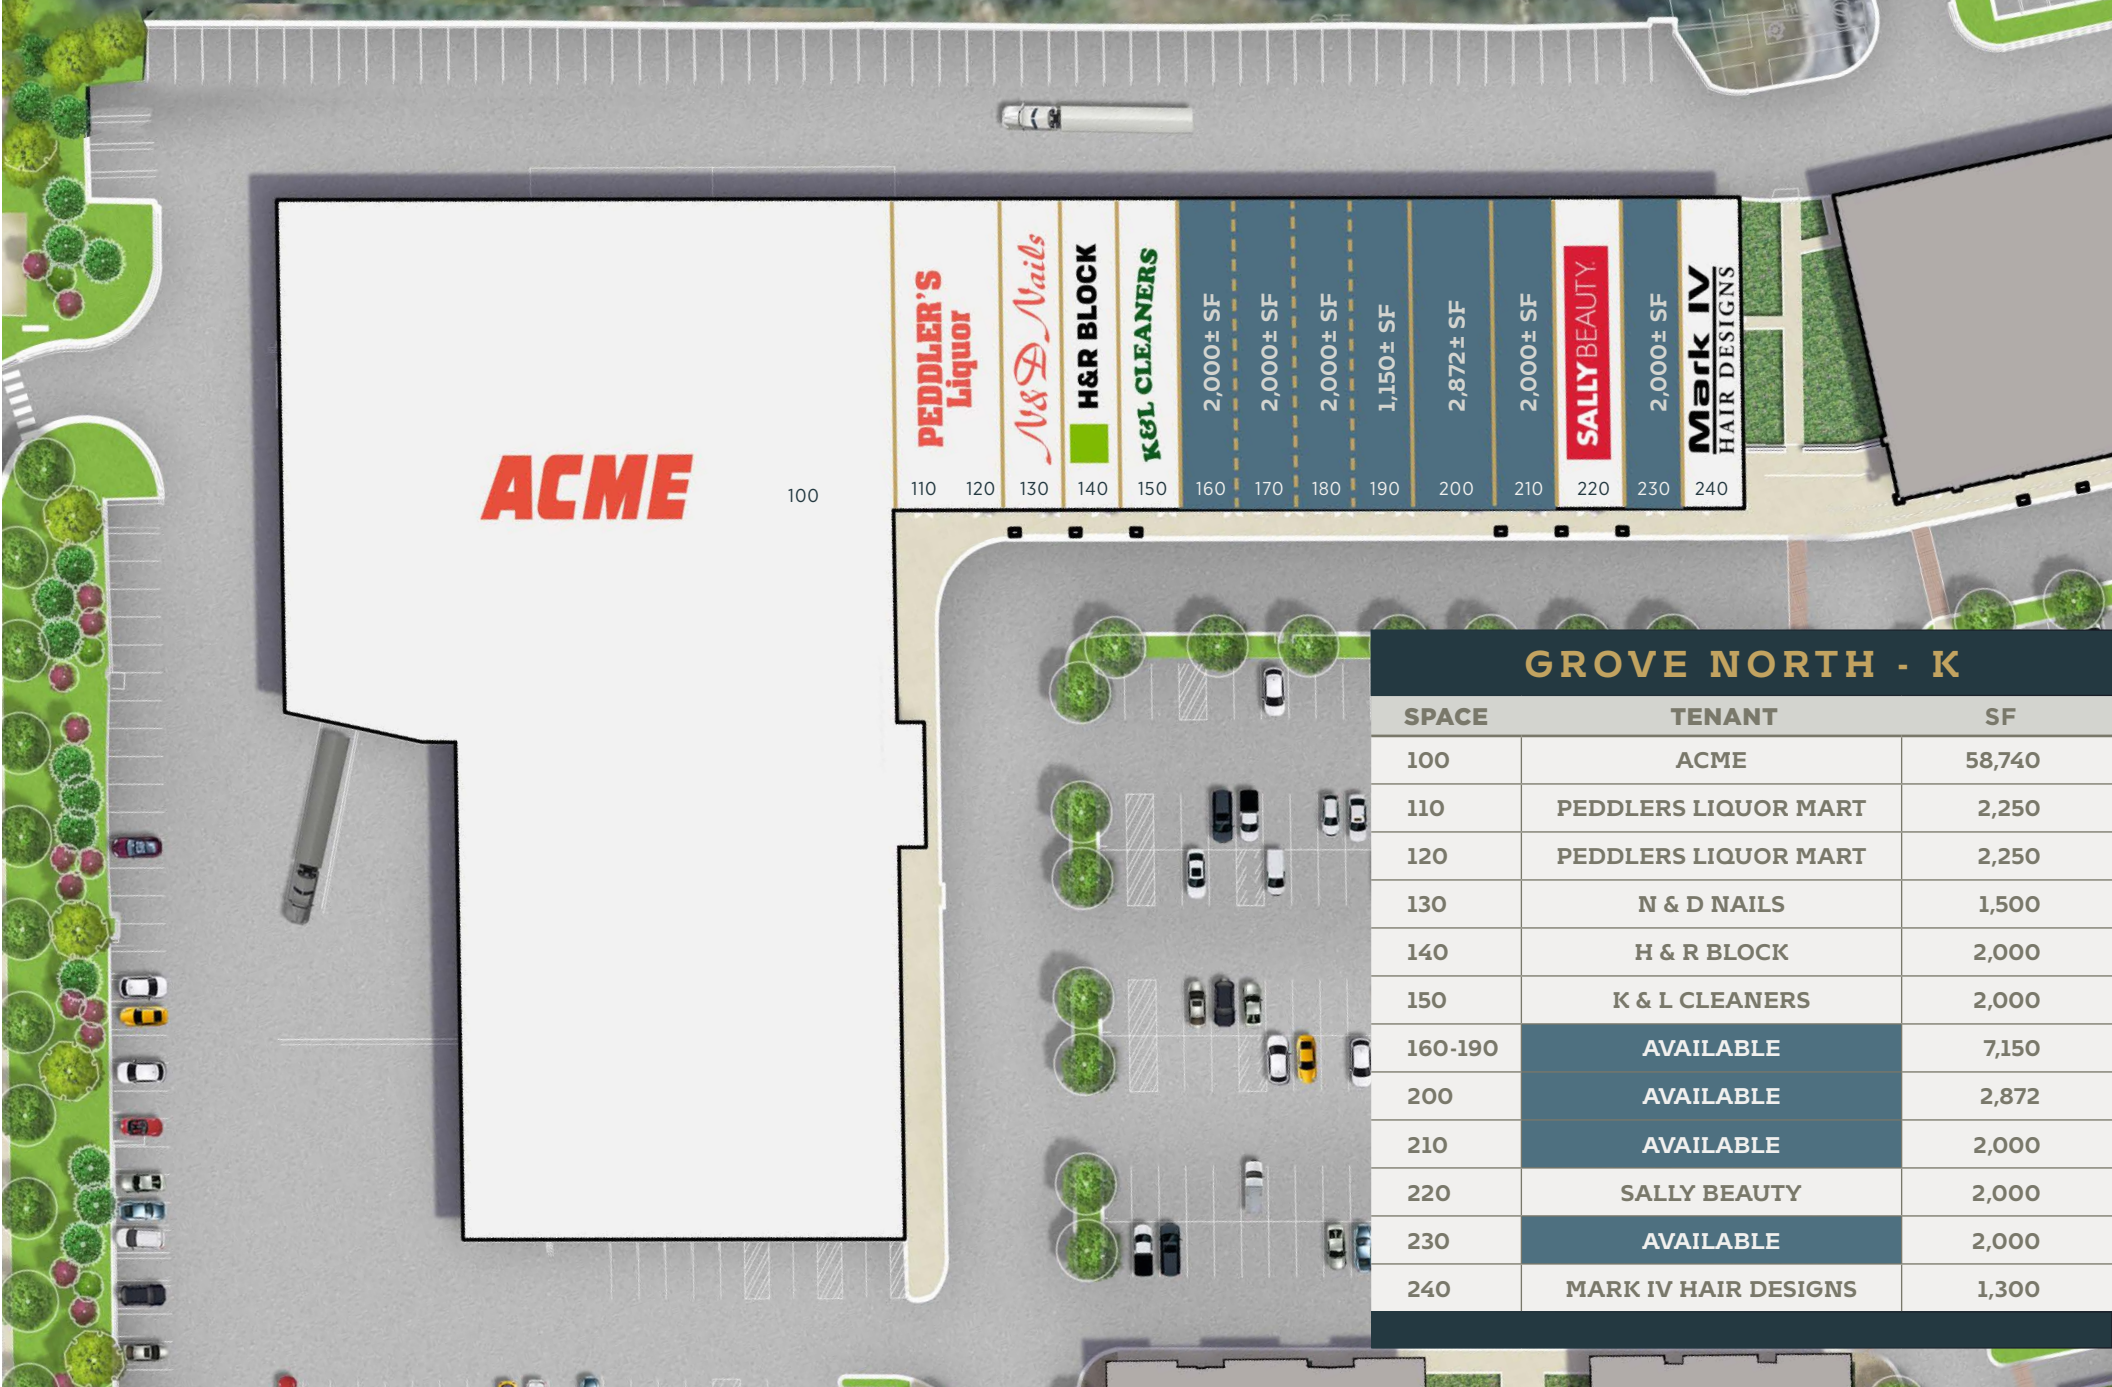 ACME
100
PEDDLER'S
Liquor
N&D Nails
H&R BLOCK
K&L CLEANERS
2,000± SF
2,000± SF
2,000± SF
1,150± SF
2,872± SF
2,000± SF
SALLY BEAUTY.
2,000± SF
Mark IV
HAIR DESIGNS
110 120 130 140 150 160 170 180 190 200 210 220 230 240
GROVE NORTH - K
SPACE TENANT SF
100 ACME 58,740
110 PEDDLERS LIQUOR MART 2,250
120 PEDDLERS LIQUOR MART 2,250
130 N & D NAILS 1,500
140 H & R BLOCK 2,000
150 K & L CLEANERS 2,000
160-190 AVAILABLE 7,150
200 AVAILABLE 2,872
210 AVAILABLE 2,000
220 SALLY BEAUTY 2,000
230 AVAILABLE 2,000
240 MARK IV HAIR DESIGNS 1,300